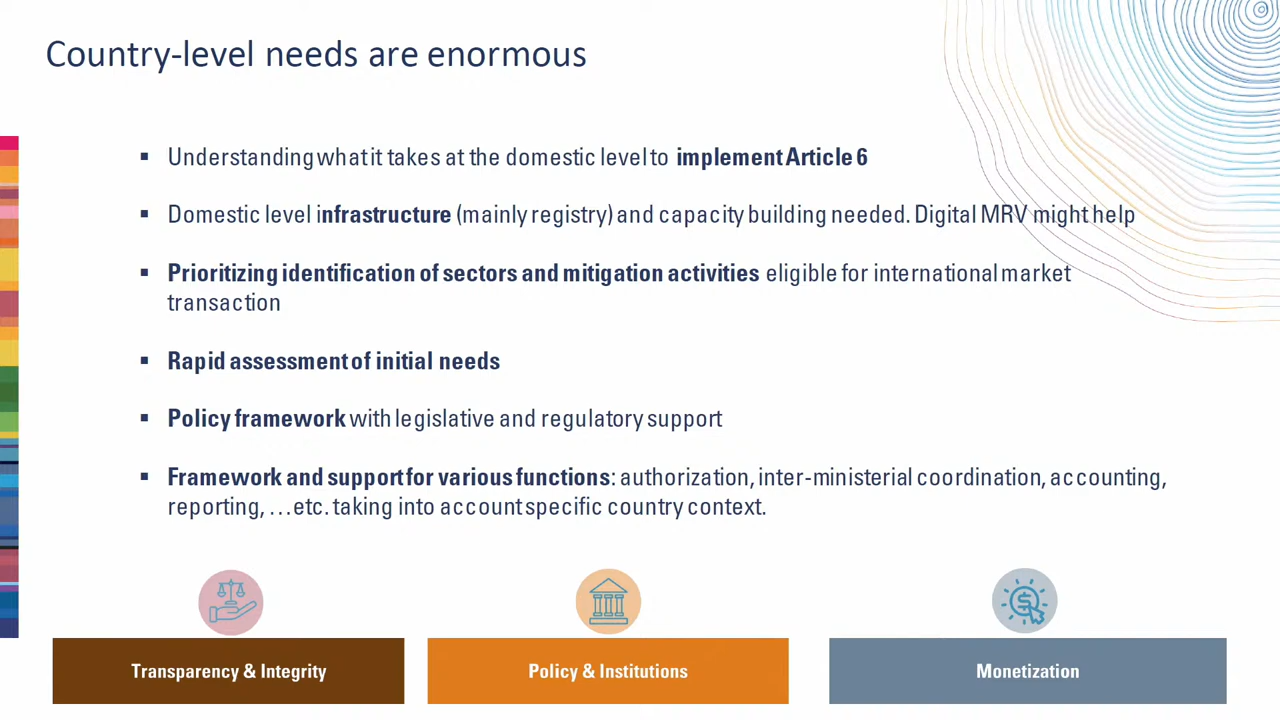 Country-level needs are enormous
▪ Understanding what it takes at the domestic level to implement Article 6
▪ Domestic level infrastructure (mainly registry) and capacity building needed. Digital MRV might help
▪ Prioritizing identification of sectors and mitigation activities eligible for international market
transaction
▪ Rapid assessment of initial needs
▪ Policy framework with legislative and regulatory support
▪ Framework and support for various functions: authorization, inter-ministerial coordination, accounting,
reporting, …etc. taking into account specific country context.
Transparency & Integrity
Policy & Institutions
Monetization